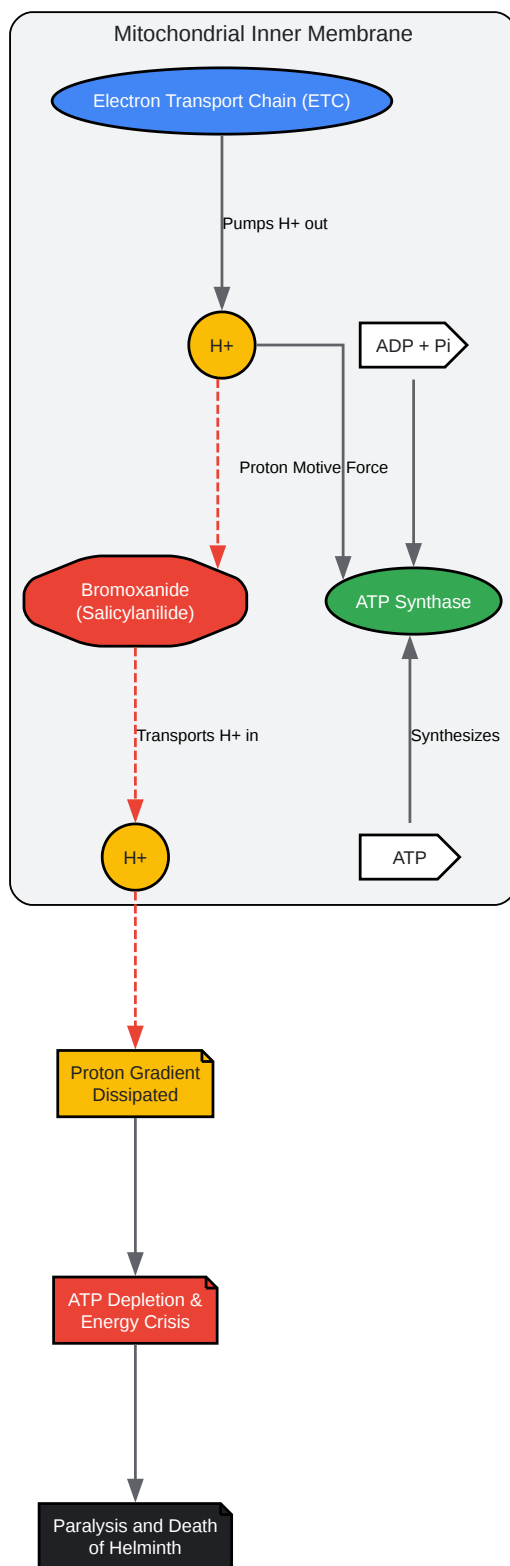 Mitochondrial Inner Membrane
Electron Transport Chain (ETC)
Pumps H+ out
H+
ADP + Pi
Proton Motive Force
Bromoxanide
(Salicylanilide)
ATP Synthase
Transports H+ in
Synthesizes
H+
ATP
Proton Gradient
Dissipated
ATP Depletion &
Energy Crisis
Paralysis and Death
of Helminth